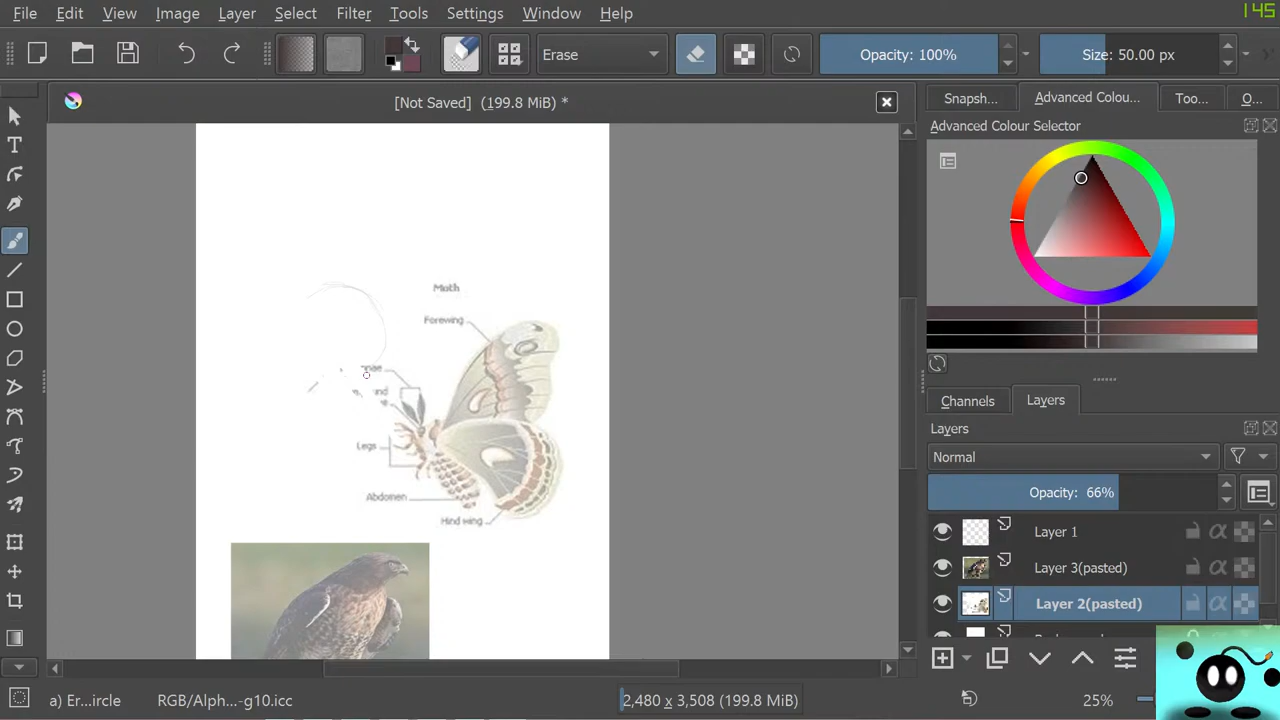 File Edit View Image Layer Select Filter Tools Settings Window Help
145
Erase
Opacity: 100%
Size: 50.00 px
[Not Saved] (199.8 MiB) *
Snapsh...
Advanced Colou...
Too...
O...
Advanced Colour Selector
Moth
Forewing
nae
and
Legs
Abdomen
Hind wing
Channels
Layers
Layers
Normal
Opacity: 66%
Layer 1
Layer 3(pasted)
Layer 2(pasted)
a) Er...ircle
RGB/Alph...-g10.icc
2,480 x 3,508 (199.8 MiB)
25%